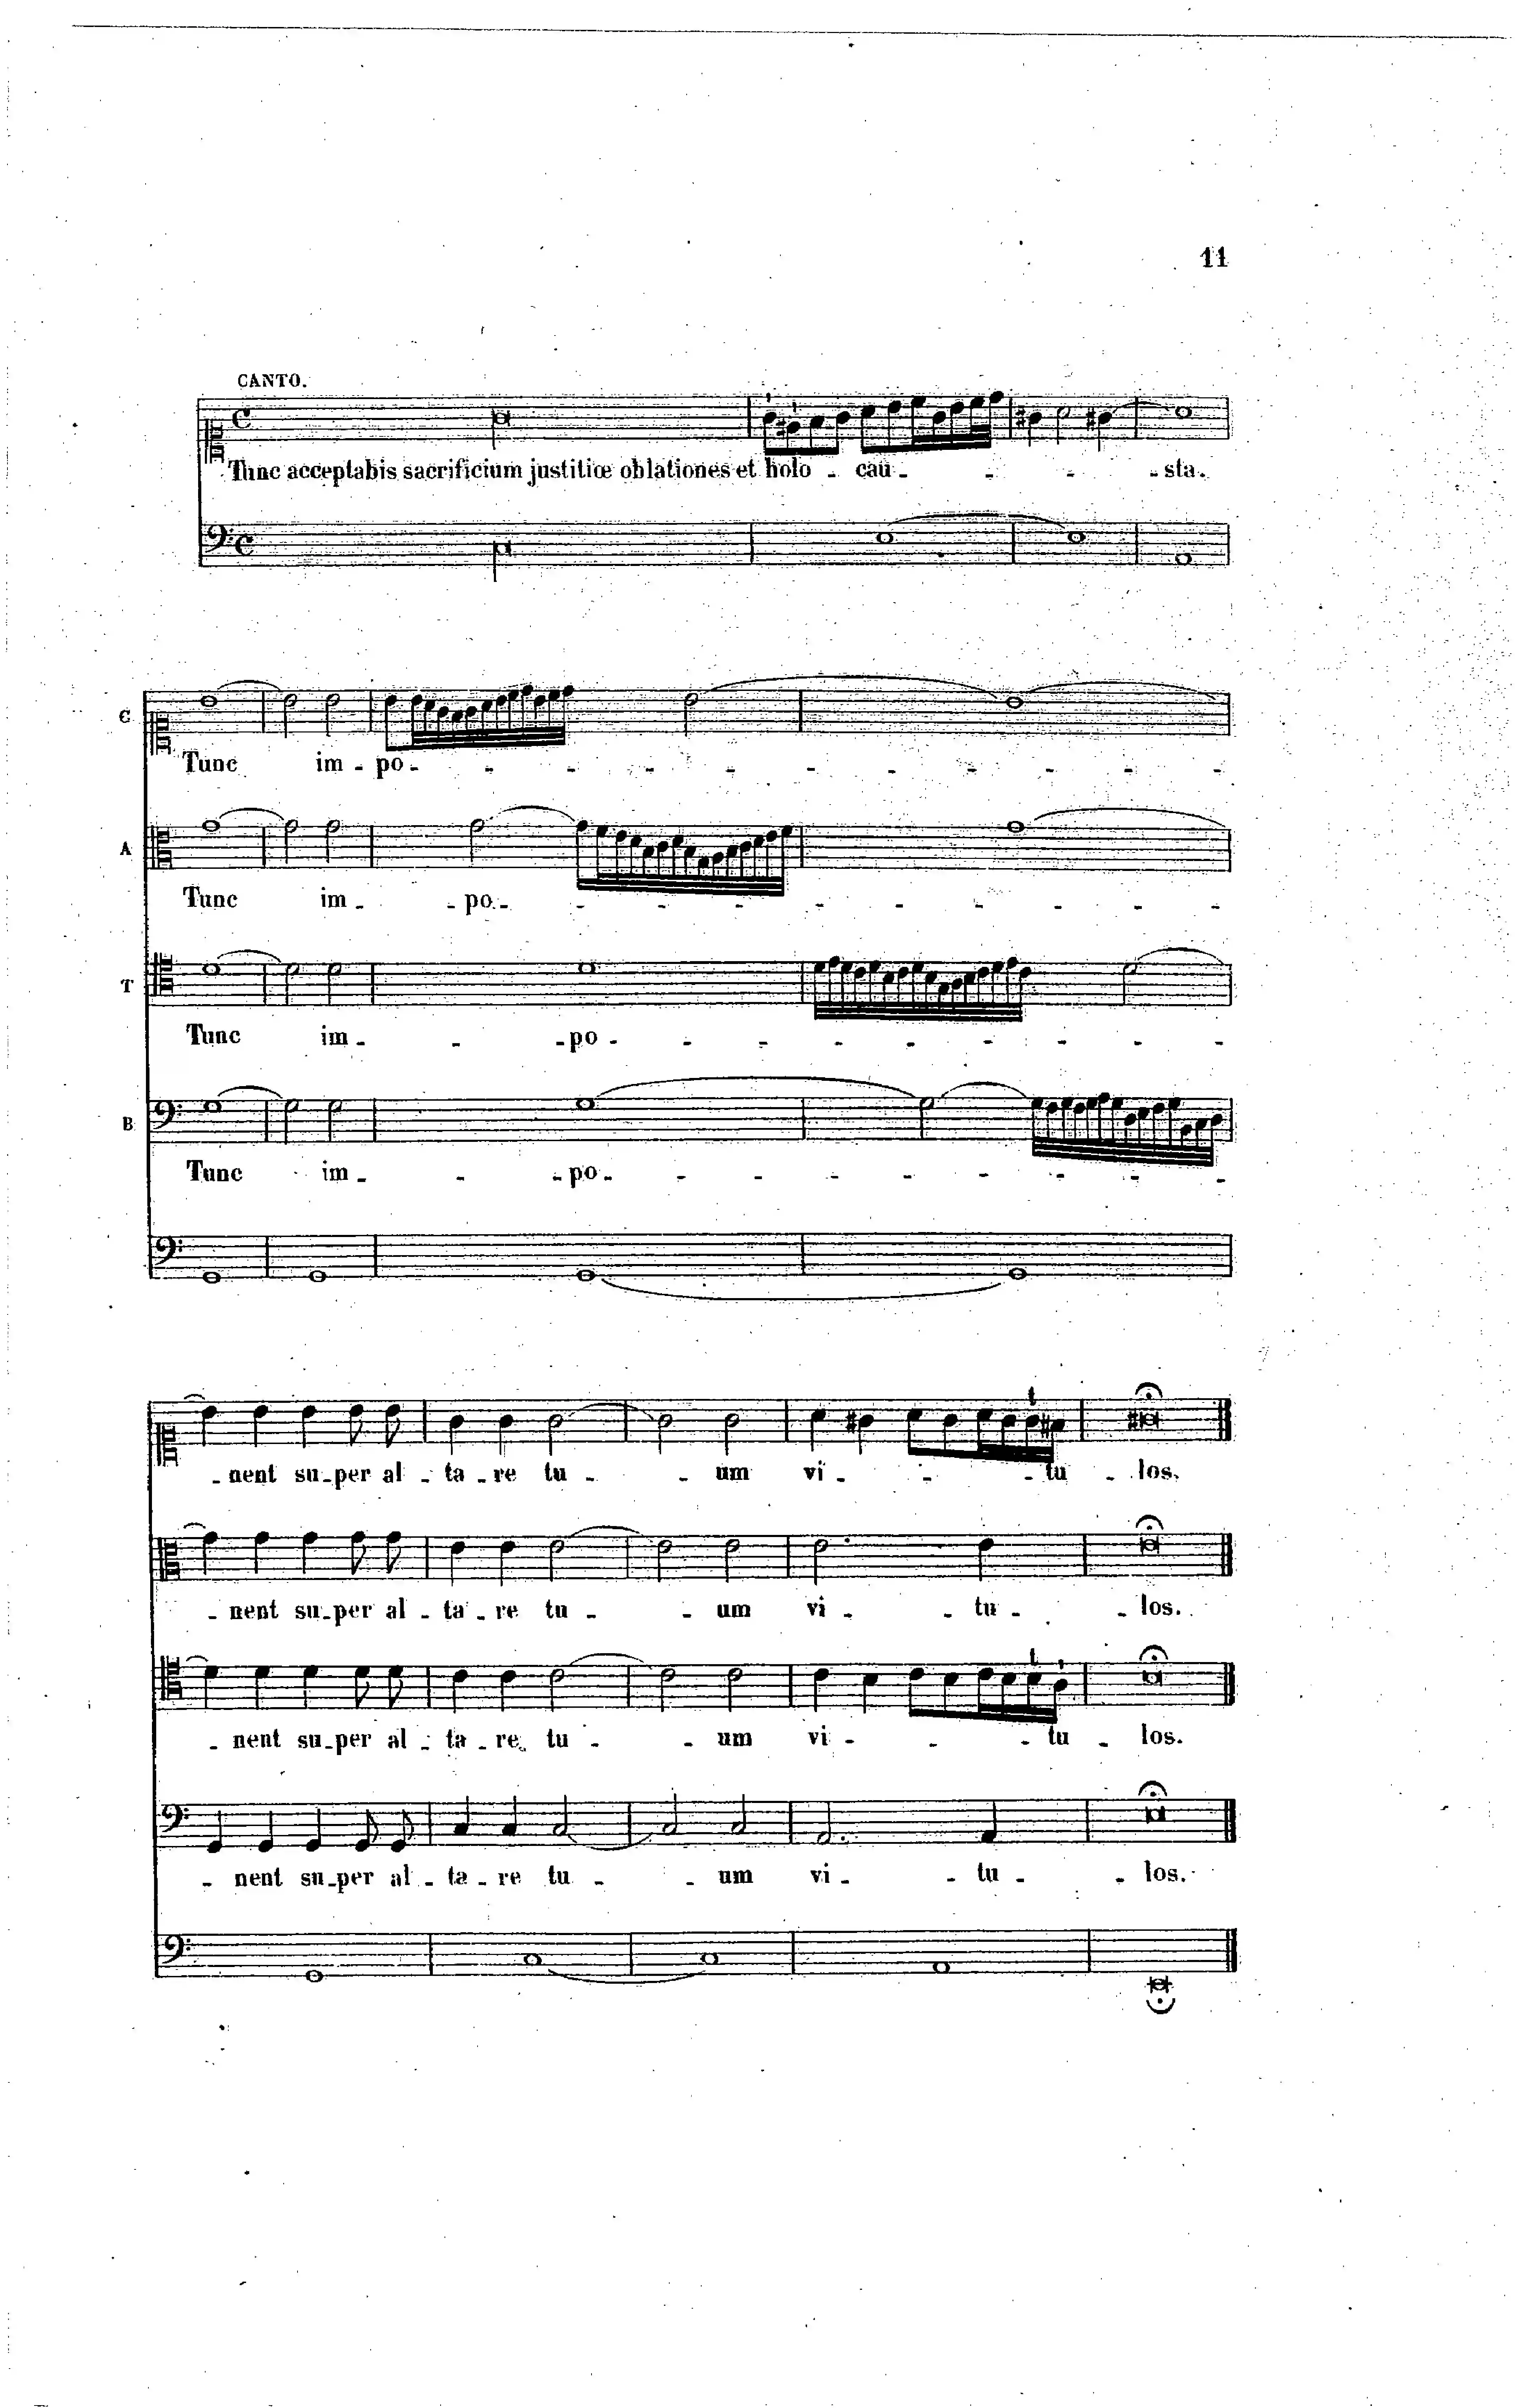 11
CANTO.
Tunc acceptabis sacrificium justitiœ oblationes et holo - cau - - - - sta.
C
Tunc im - po - - - - - - - - - - -
A
Tunc im - - po - - - - - - - - - -
T
Tunc im - - - po - - - - - - - - -
B
Tunc im - - - po - - - - - - - - -
- nent su - per al - ta - re tu - - um vi - - - tu - los.
- nent su - per al - ta - re tu - - um vi - - tu - - los.
- nent su - per al - ta - re tu - - um vi - - - tu - los.
- nent su - per al - ta - re tu - - um vi - - tu - - los.